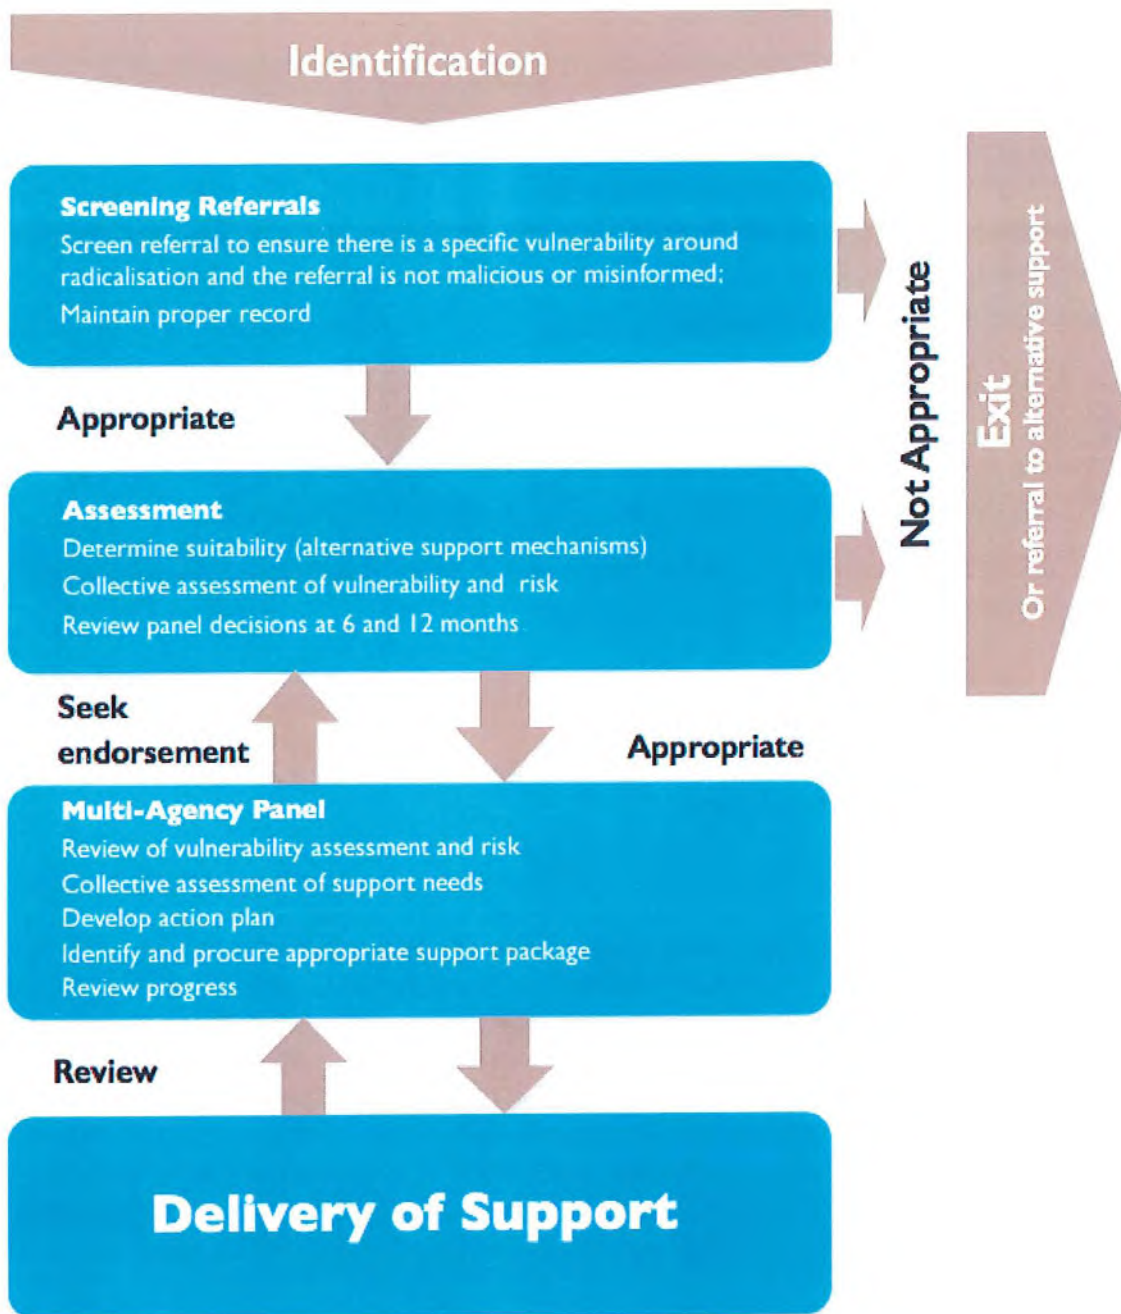 Identification
Screening Referrals
Screen referral to ensure there is a specific vulnerability around
radicalisation and the referral is not malicious or misinformed;
Maintain proper record
Not Appropriate
Exit
Or referral to alternative support
Appropriate
Assessment
Determine suitability (alternative support mechanisms)
Collective assessment of vulnerability and risk
Review panel decisions at 6 and 12 months
Seek
endorsement
Appropriate
Multi-Agency Panel
Review of vulnerability assessment and risk
Collective assessment of support needs
Develop action plan
Identify and procure appropriate support package
Review progress
Review
Delivery of Support